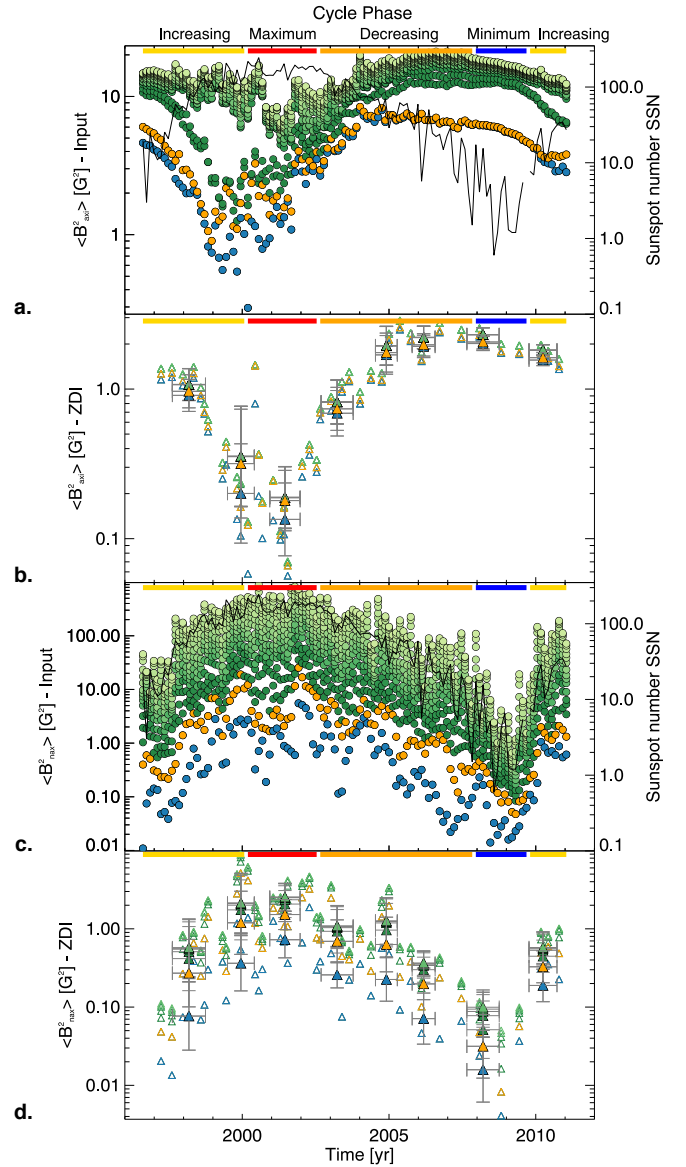 Cycle Phase
Increasing Maximum Decreasing Minimum Increasing
10
1
<B²axi> [G²] - Input
100.0
10.0
1.0
0.1
Sunspot number SSN
a.
1.0
0.1
<B²axi> [G²] - ZDI
b.
100.00
10.00
1.00
0.10
0.01
<B²nax> [G²] - Input
100.0
10.0
1.0
0.1
Sunspot number SSN
c.
1.00
0.10
0.01
<B²nax> [G²] - ZDI
d.
2000 2005 2010
Time [yr]